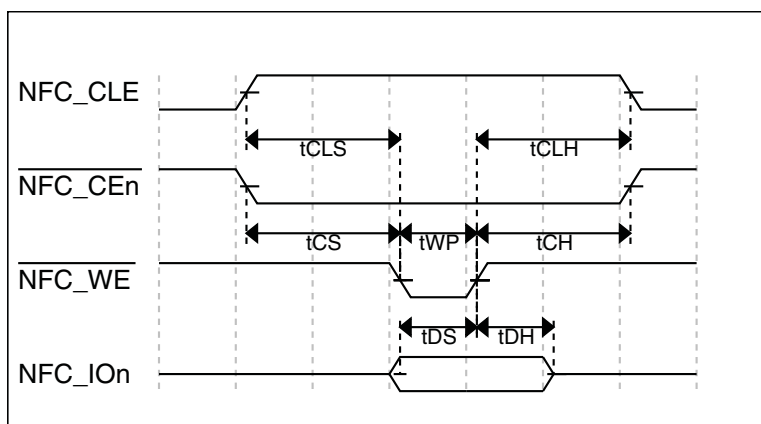 NFC_CLE
tCLS tCLH
NFC_CEn
tCS tWP tCH
NFC_WE
tDS tDH
NFC_IOn